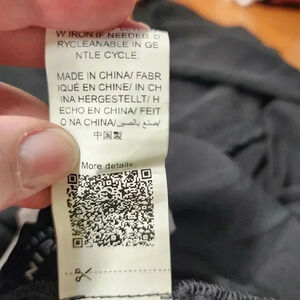 W IRON IF NEEDED. D
RYCLEANABLE IN GE
NTLE CYCLE.
MADE IN CHINA/ FABR
IQUÉ EN CHINE/ IN CH
INA HERGESTELLT/ H
ECHO EN CHINA/ FEIT
O NA CHINA/صنع بالصين/
中国製
More details: